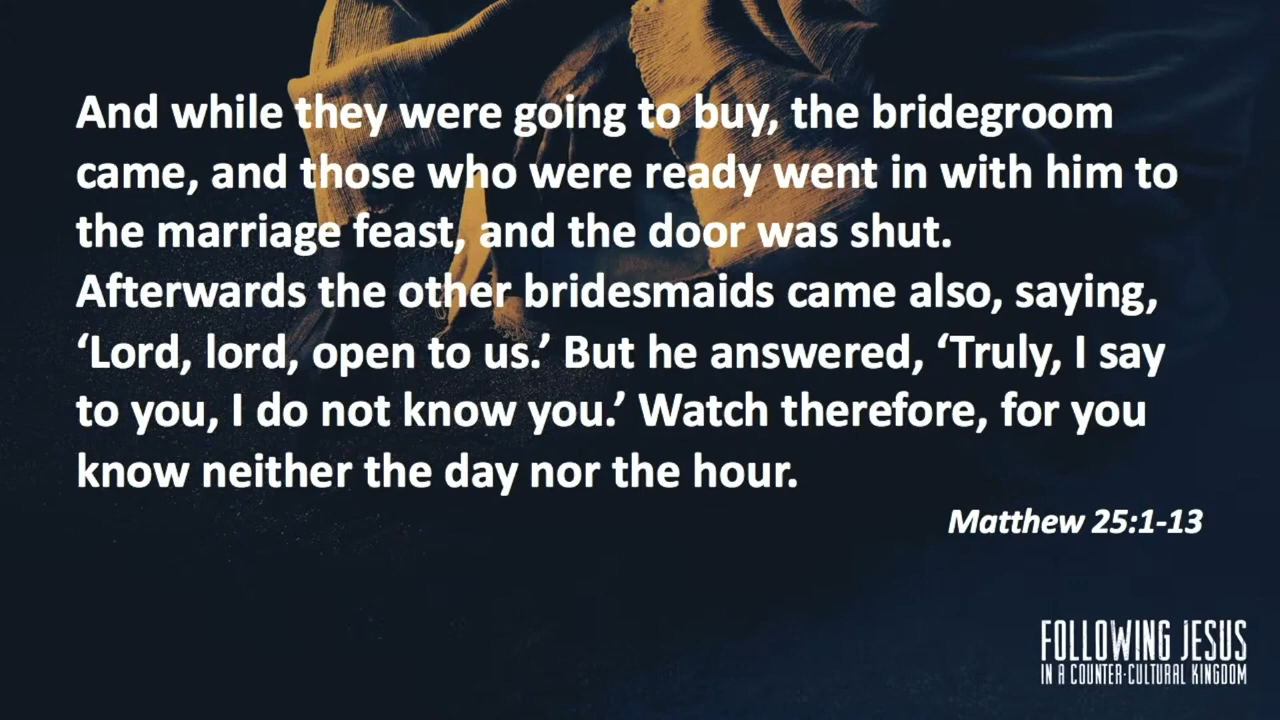 And while they were going to buy, the bridegroom
came, and those who were ready went in with him to
the marriage feast, and the door was shut.
Afterwards the other bridesmaids came also, saying,
‘Lord, lord, open to us.’ But he answered, ‘Truly, I say
to you, I do not know you.’ Watch therefore, for you
know neither the day nor the hour.
Matthew 25:1-13
FOLLOWING JESUS
IN A COUNTER-CULTURAL KINGDOM